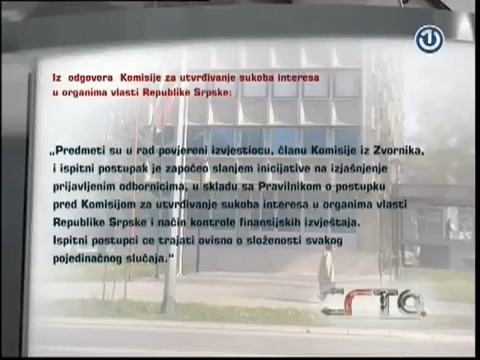 Iz odgovora Komisije za utvrđivanje sukoba interesa
u organima vlasti Republike Srpske:
„Predmeti su u rad povjereni izvjestiocu, članu Komisije iz Zvornika,
i ispitni postupak je započeo slanjem inicijative na izjašnjenje
prijavljenim odbornicima, u skladu sa Pravilnikom o postupku
pred Komisijom za utvrđivanje sukoba interesa u organima vlasti
Republike Srpske i način kontrole finansijskih izvještaja.
Ispitni postupci ce trajati ovisno o složenosti svakog
pojedinačnog slučaja."
1